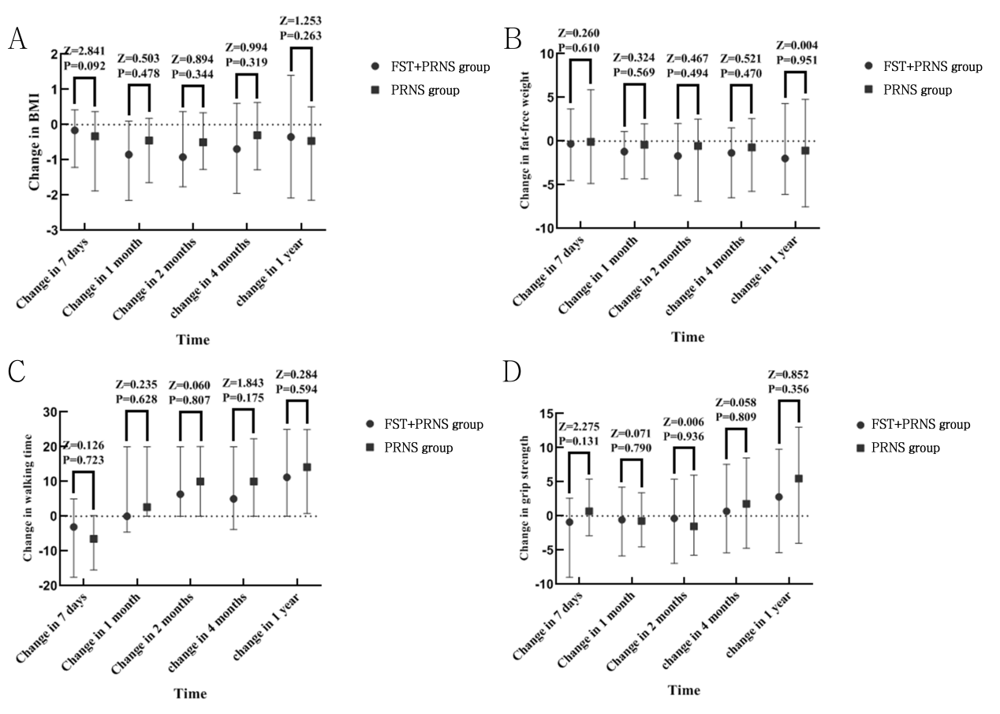 A
Z=2.841
P=0.092
Z=0.503
P=0.478
Z=0.894
P=0.344
Z=0.994
P=0.319
Z=1.253
P=0.263
FST+PRNS group
PRNS group
Change in BMI
2
1
0
-1
-2
-3
Change in 7 days
Change in 1 month
Change in 2 months
change in 4 months
change in 1 year
Time
B
Z=0.260
P=0.610
Z=0.324
P=0.569
Z=0.467
P=0.494
Z=0.521
P=0.470
Z=0.004
P=0.951
FST+PRNS group
PRNS group
Change in fat-free weight
10
5
0
-5
-10
Change in 7 days
Change in 1 month
Change in 2 months
change in 4 months
change in 1 year
Time
C
Z=0.126
P=0.723
Z=0.235
P=0.628
Z=0.060
P=0.807
Z=1.843
P=0.175
Z=0.284
P=0.594
FST+PRNS group
PRNS group
Change in walking time
30
20
10
0
-10
-20
Change in 7 days
Change in 1 month
Change in 2 months
change in 4 months
change in 1 year
Time
D
Z=2.275
P=0.131
Z=0.071
P=0.790
Z=0.006
P=0.936
Z=0.058
P=0.809
Z=0.852
P=0.356
FST+PRNS group
PRNS group
Change in grip strength
15
10
5
0
-5
-10
Change in 7 days
Change in 1 month
Change in 2 months
change in 4 months
change in 1 year
Time